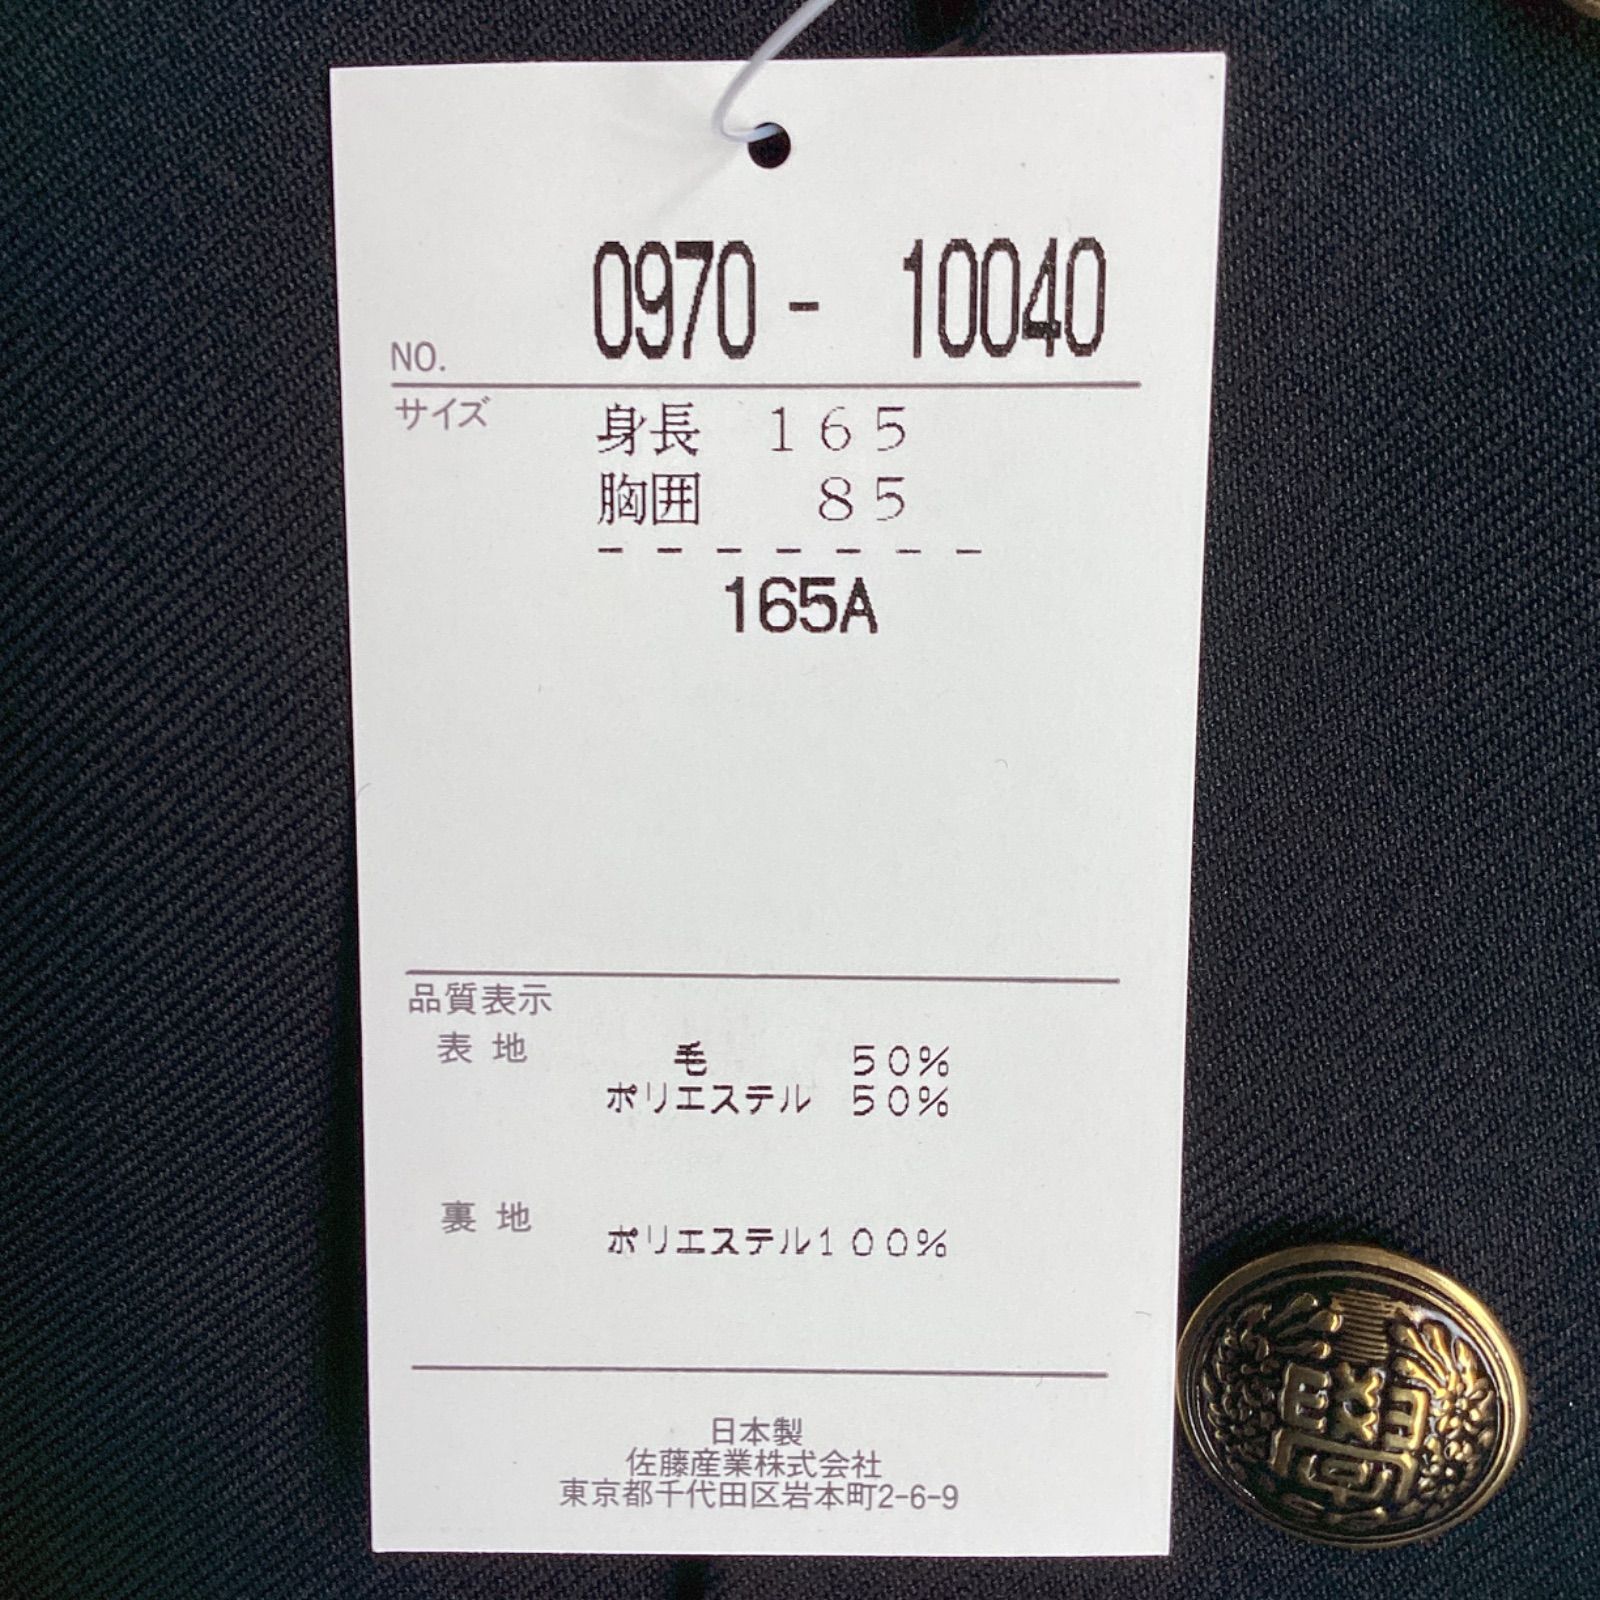 0970 - 10040
NO.
サイズ
身長 165
胸囲 85
- - - - - - -
165A
品質表示
表地
毛 50%
ポリエステル 50%
裏地
ポリエステル100%
日本製
佐藤産業株式会社
東京都千代田区岩本町2-6-9